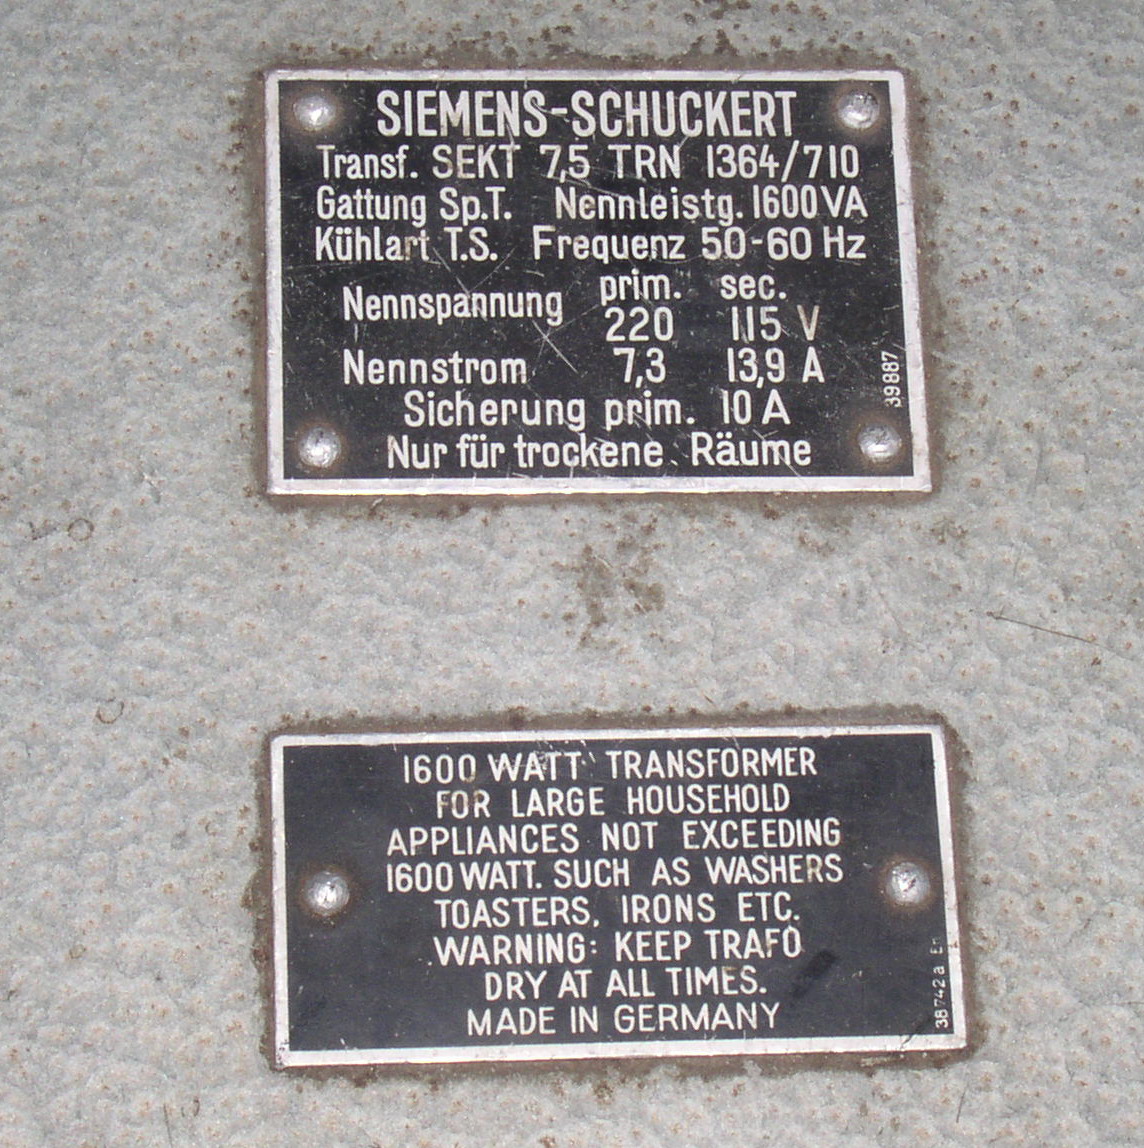 SIEMENS-SCHUCKERT
Transf. SEKT 7,5 TRN 1364/710
Gattung Sp.T. Nennleistg. 1600 VA
Kühlart T.S. Frequenz 50-60 Hz
prim. sec.
Nennspannung 220 115 V
Nennstrom 7,3 13,9 A
Sicherung prim. 10 A
Nur für trockene Räume
39887
1600 WATT TRANSFORMER
FOR LARGE HOUSEHOLD
APPLIANCES NOT EXCEEDING
1600 WATT. SUCH AS WASHERS
TOASTERS, IRONS ETC.
WARNING: KEEP TRAFO
DRY AT ALL TIMES.
MADE IN GERMANY
38742a